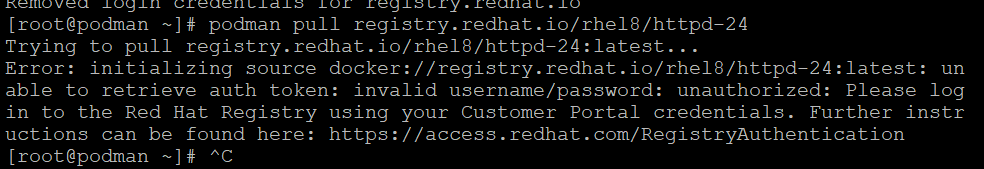 Removed login credentials for registry.redhat.io
[root@podman ~]# podman pull registry.redhat.io/rhel8/httpd-24
Trying to pull registry.redhat.io/rhel8/httpd-24:latest...
Error: initializing source docker://registry.redhat.io/rhel8/httpd-24:latest: un
able to retrieve auth token: invalid username/password: unauthorized: Please log
in to the Red Hat Registry using your Customer Portal credentials. Further instr
uctions can be found here: https://access.redhat.com/RegistryAuthentication
[root@podman ~]# ^C